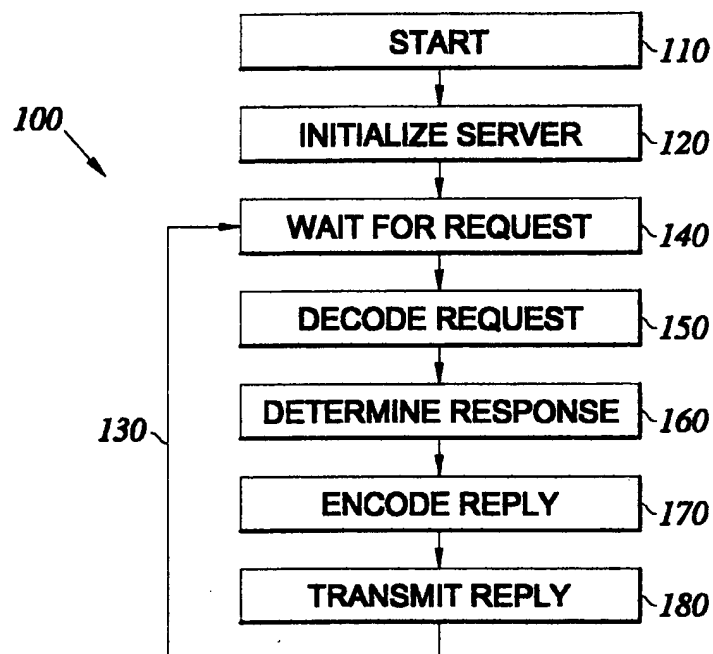 START
110
100
INITIALIZE SERVER
120
WAIT FOR REQUEST
140
DECODE REQUEST
150
DETERMINE RESPONSE
160
130
ENCODE REPLY
170
TRANSMIT REPLY
180